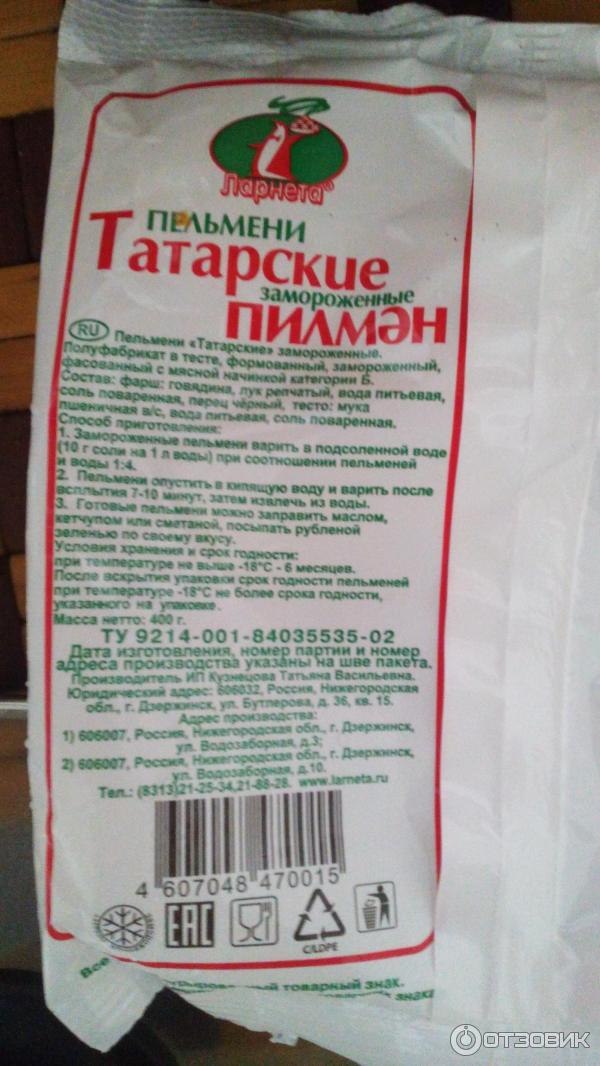 Ларнета®
ПЕЛЬМЕНИ
Татарские
замороженные
ПИЛМӘН
RU Пельмени «Татарские» замороженные.
Полуфабрикат в тесте, формованный, замороженный,
фасованный с мясной начинкой категории Б.
Состав: фарш: говядина, лук репчатый, вода питьевая,
соль поваренная, перец чёрный, тесто: мука
пшеничная в/с, вода питьевая, соль поваренная.
Способ приготовления:
1. Замороженные пельмени варить в подсоленной воде
(10 г соли на 1 л воды) при соотношении пельменей
и воды 1:4.
2. Пельмени опустить в кипящую воду и варить после
всплытия 7-10 минут, затем извлечь из воды.
3. Готовые пельмени можно заправить маслом,
кетчупом или сметаной, посыпать рубленой
зеленью по своему вкусу.
Условия хранения и срок годности:
при температуре не выше -18°С - 6 месяцев.
После вскрытия упаковки срок годности пельменей
при температуре -18°С не более срока годности,
указанного на упаковке.
Масса нетто: 400 г.
ТУ 9214-001-84035535-02
Дата изготовления, номер партии и номер
адреса производства указаны на шве пакета.
Производитель ИП Кузнецова Татьяна Васильевна.
Юридический адрес: 606032, Россия, Нижегородская
обл., г. Дзержинск, ул. Бутлерова, д. 36, кв. 15.
Адрес производства:
1) 606007, Россия, Нижегородская обл., г. Дзержинск,
ул. Водозаборная, д.3;
2) 606007, Россия, Нижегородская обл., г. Дзержинск,
ул. Водозаборная, д.10.
Тел.: (8313)21-25-34,21-88-28. www.larneta.ru
4 607048 470015
EAC
C/LDPE
Все
товарный знак.
знака
ОТЗОВИК